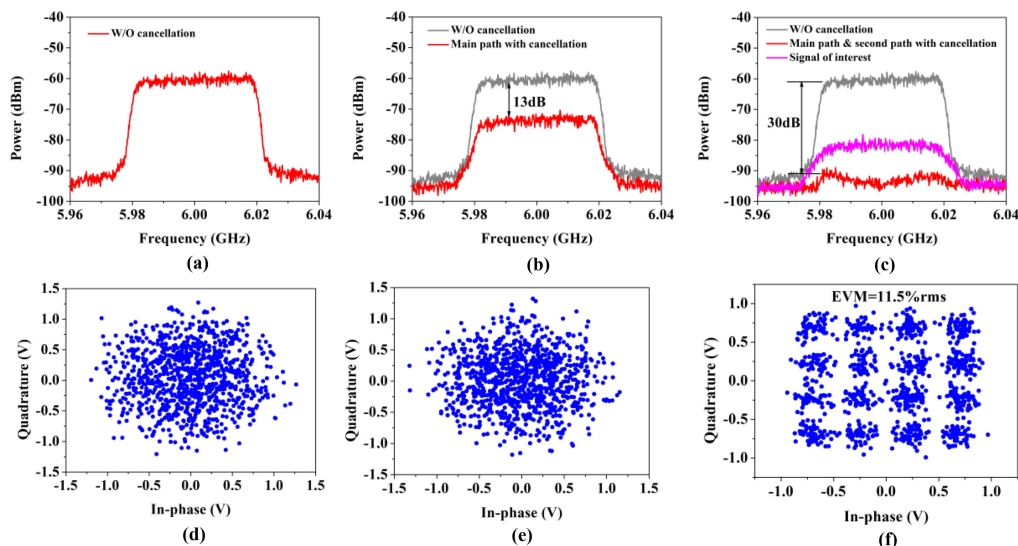 -40
-50
-60
-70
-80
-90
-100
Power (dBm)
W/O cancellation
5.96 5.98 6.00 6.02 6.04
Frequency (GHz)
(a)
-40
-50
-60
-70
-80
-90
-100
Power (dBm)
W/O cancellation
Main path with cancellation
13dB
5.96 5.98 6.00 6.02 6.04
Frequency (GHz)
(b)
-40
-50
-60
-70
-80
-90
-100
Power (dBm)
W/O cancellation
Main path & second path with cancellation
Signal of interest
30dB
5.96 5.98 6.00 6.02 6.04
Frequency (GHz)
(c)
1.5
1.0
0.5
0.0
-0.5
-1.0
-1.5
Quadrature (V)
-1.5 -1.0 -0.5 0.0 0.5 1.0 1.5
In-phase (V)
(d)
1.5
1.0
0.5
0.0
-0.5
-1.0
-1.5
Quadrature (V)
-1.5 -1.0 -0.5 0.0 0.5 1.0 1.5
In-phase (V)
(e)
EVM=11.5%rms
1.0
0.5
0.0
-0.5
-1.0
Quadrature (V)
-1.0 -0.5 0.0 0.5 1.0
In-phase (V)
(f)